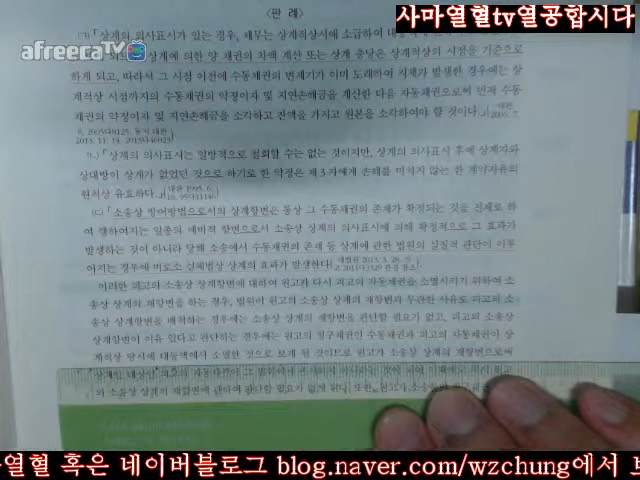 <판 례>
사마열혈tv열공합시다
afreecaTV
(ㄱ) 「상계의 의사표시가 있는 경우, 채무는 상계적상시에 소급하여
상계에 의한 양 채권의 차액 계산 또는 상계 충당은 상계적상의 시점을 기준으로
하게 되고, 따라서 그 시점 이전에 수동채권의 변제기가 이미 도래하여 지체가 발생한 경우에는 상
계적상 시점까지의 수동채권의 약정이자 및 지연손해금을 계산한 다음 자동채권으로써 먼저 수동
채권의 약정이자 및 지연손해금을 소각하고 잔액을 가지고 원본을 소각하여야 할 것이다.」
(ㄴ) 「상계의 의사표시는 일방적으로 철회할 수는 없는 것이지만, 상계의 의사표시 후에 상계자와
상대방이 상계가 없었던 것으로 하기로 한 약정은 제3자에게 손해를 미치지 않는 한 계약자유의
원칙상 유효하다.」
(ㄷ) 「소송상 방어방법으로서의 상계항변은 통상 그 수동채권의 존재가 확정되는 것을 전제로 하
여 행하여지는 일종의 예비적 항변으로서 소송상 상계의 의사표시에 의해 확정적으로 그 효과가
발생하는 것이 아니라 당해 소송에서 수동채권의 존재 등 상계에 관한 법원의 실질적 판단이 이루
어지는 경우에 비로소 실체법상 상계의 효과가 발생한다.
이러한 피고의 소송상 상계항변에 대하여 원고가 다시 피고의 자동채권을 소멸시키기 위하여 소
송상 상계의 재항변을 하는 경우, 법원이 원고의 소송상 상계의 재항변과 무관한 사유로 피고의 소
송상 상계항변을 배척하는 경우에는 소송상 상계의 재항변을 판단할 필요가 없고, 피고의 소송상
상계항변이 이유 있다고 판단하는 경우에는 원고의 청구채권인 수동채권과 피고의 자동채권이 상
계적상 당시에 대등액에서 소멸한 것으로 보게 될 것이므로 원고가 소송상 상계의 재항변으로써
의 소송상 상계의 재항변에 관하여 판단할 필요가 없게 된다. 또한, 원고가 소송물인
열혈 혹은 네이버블로그 blog.naver.com/wzchung에서 보